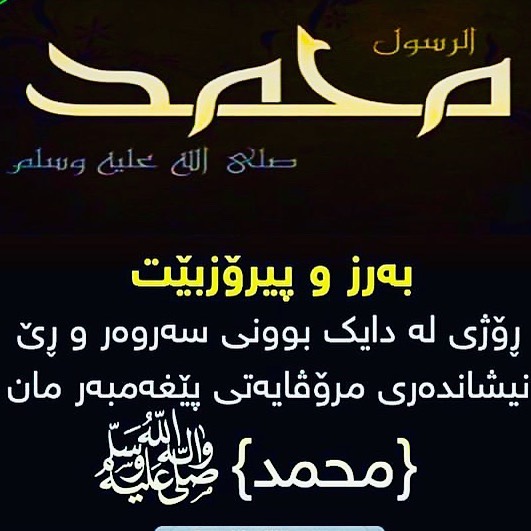 الرسول
محمد
صلى الله عليه وسلم
بەرز و پیرۆزبێت
ڕۆژی لە دایک بوونی سەروەر و ڕێ
نیشاندەری مرۆڤایەتی پێغەمبەر مان
{محمد} ﷺ